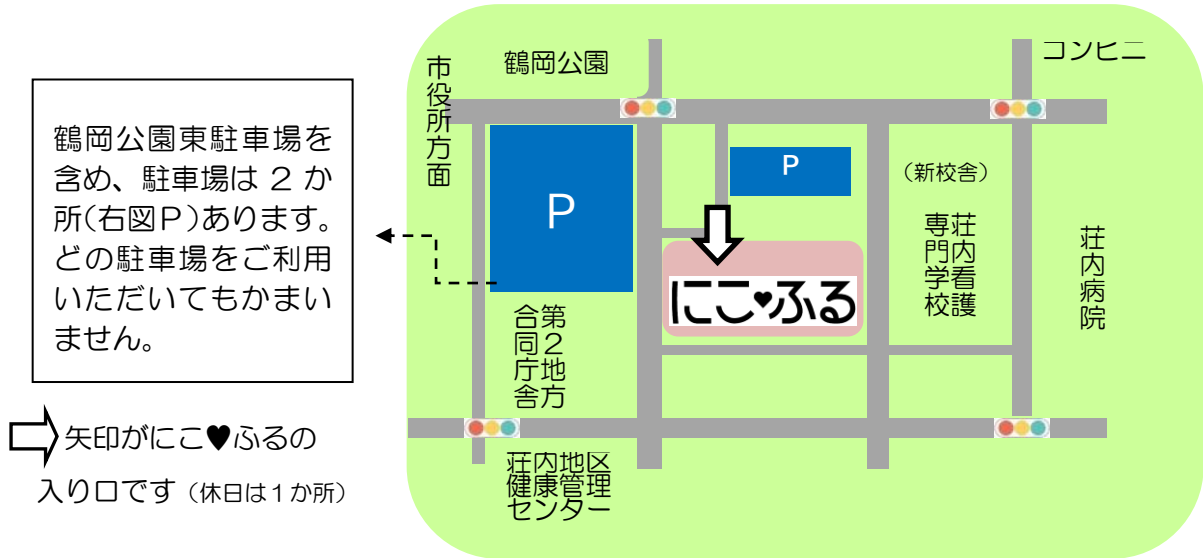 鶴岡公園東駐車場を
含め、駐車場は 2 か
所(右図P)あります。
どの駐車場をご利用
いただいてもかまい
ません。
矢印がにこ♥ふるの
入り口です（休日は１か所）
市役所方面
鶴岡公園
コンビニ
P
P
（新校舎）
荘内看護
専門学校
荘内病院
にこ♥ふる
第２地方
合同庁舎
荘内地区
健康管理
センター